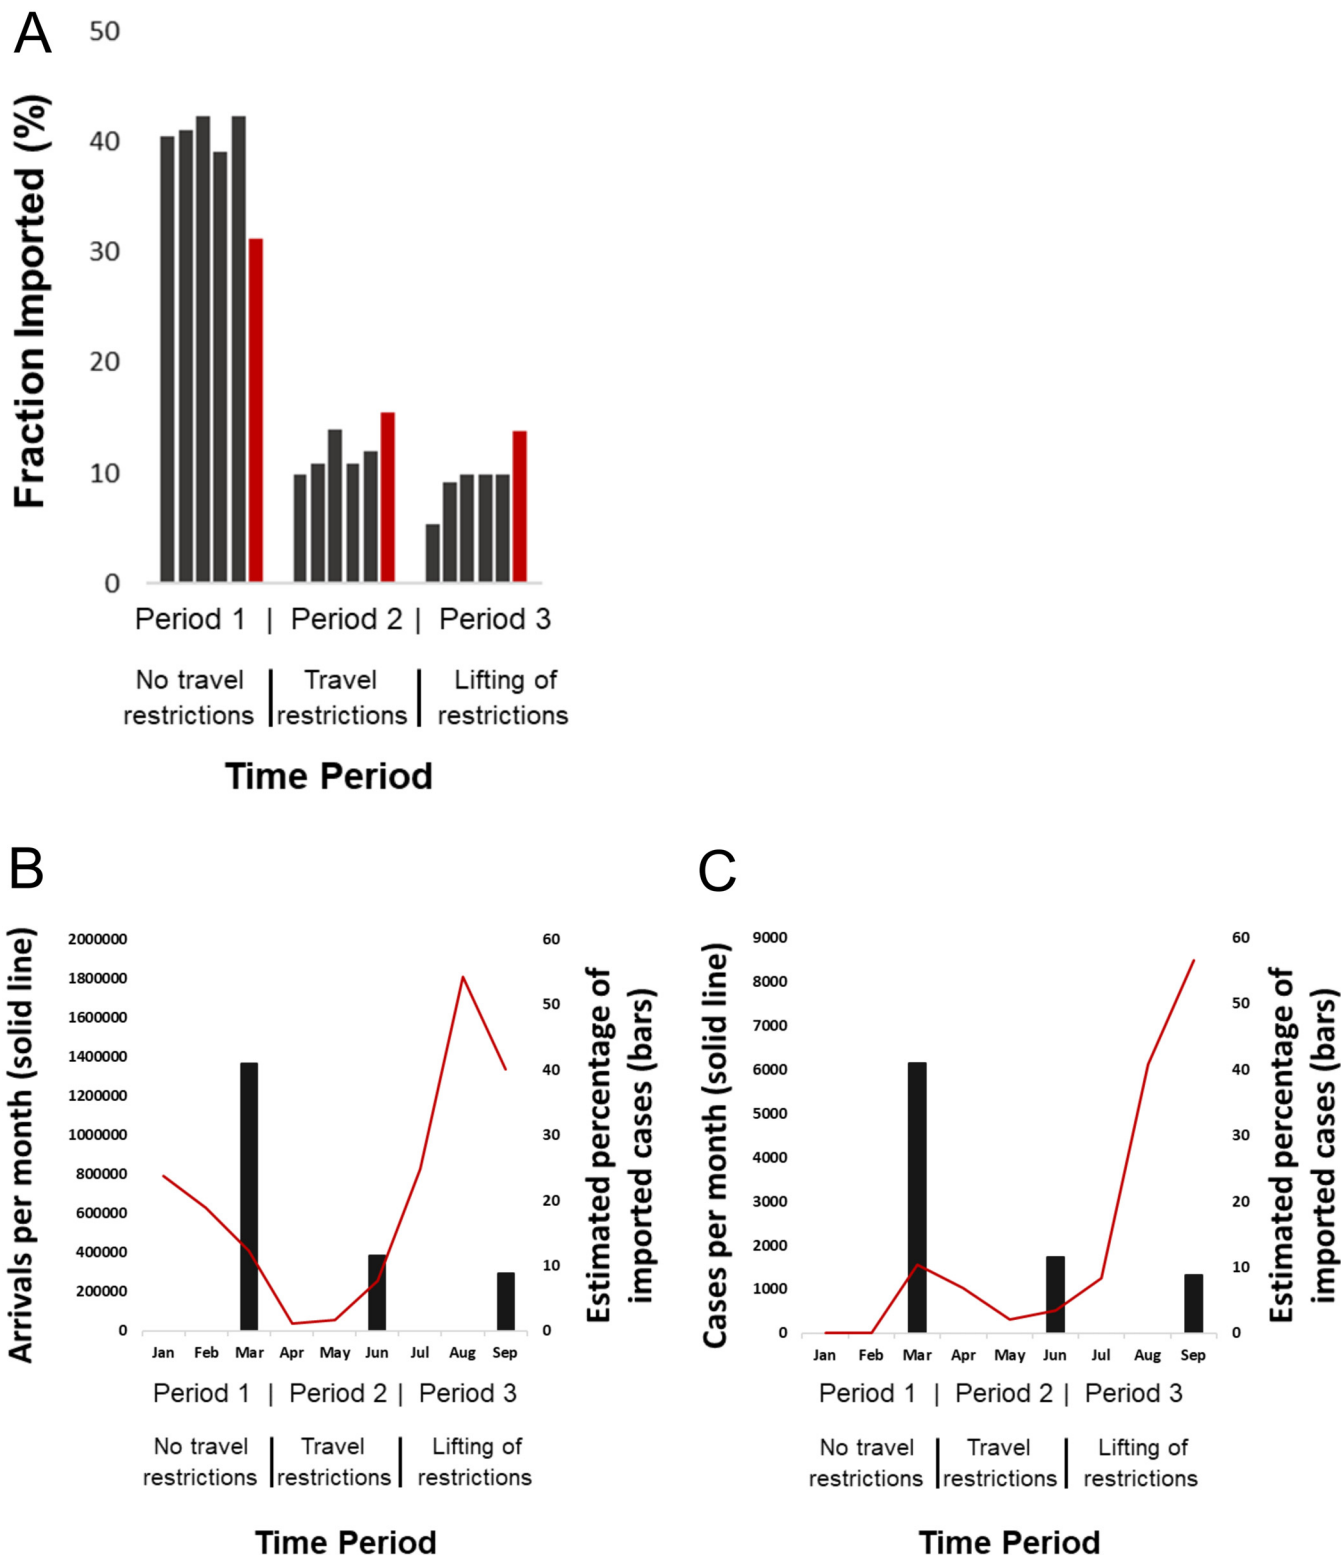 A
Fraction Imported (%)
50
40
30
20
10
0
Period 1 | Period 2 | Period 3
No travel restrictions | Travel restrictions | Lifting of restrictions
Time Period
B
Arrivals per month (solid line)
2000000
1800000
1600000
1400000
1200000
1000000
800000
600000
400000
200000
0
60
50
40
30
20
10
0
Estimated percentage of
imported cases (bars)
Jan Feb Mar Apr May Jun Jul Aug Sep
Period 1 | Period 2 | Period 3
No travel restrictions | Travel restrictions | Lifting of restrictions
Time Period
C
Cases per month (solid line)
9000
8000
7000
6000
5000
4000
3000
2000
1000
0
60
50
40
30
20
10
0
Estimated percentage of
imported cases (bars)
Jan Feb Mar Apr May Jun Jul Aug Sep
Period 1 | Period 2 | Period 3
No travel restrictions | Travel restrictions | Lifting of restrictions
Time Period